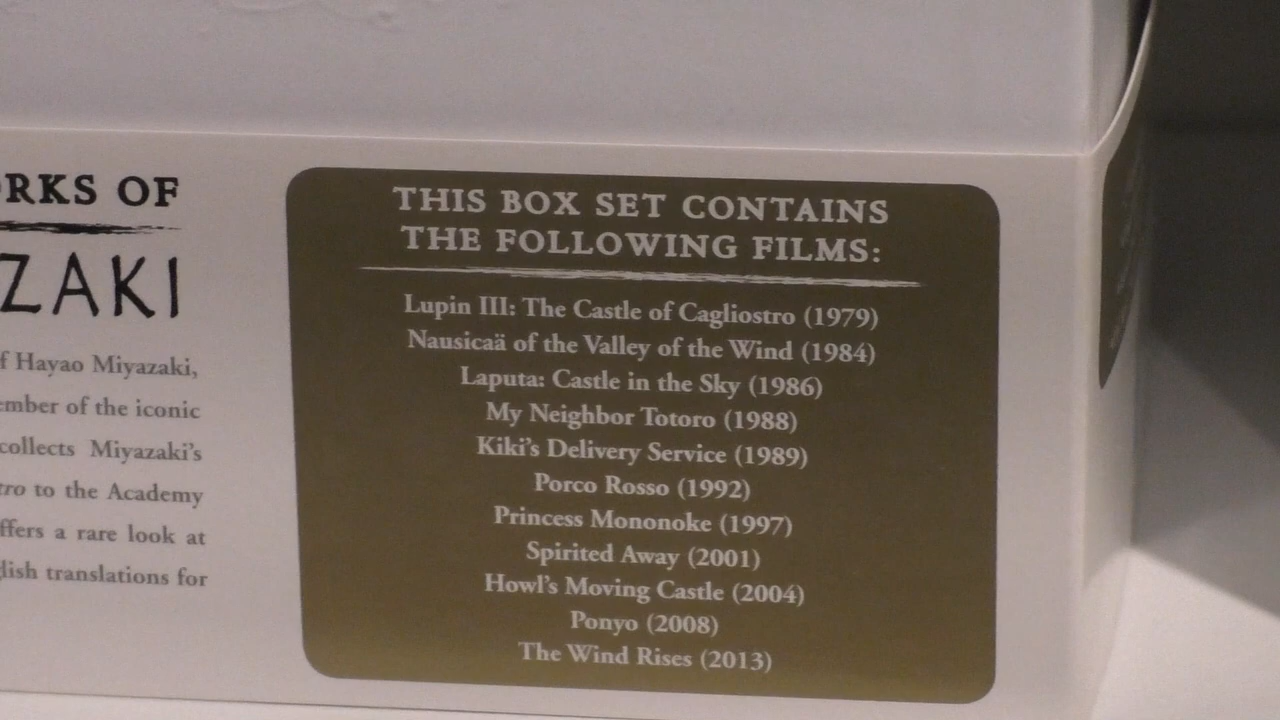 RKS OF
ZAKI
f Hayao Miyazaki,
ember of the iconic
collects Miyazaki's
tro to the Academy
ffers a rare look at
lish translations for
THIS BOX SET CONTAINS
THE FOLLOWING FILMS:
Lupin III: The Castle of Cagliostro (1979)
Nausicaä of the Valley of the Wind (1984)
Laputa: Castle in the Sky (1986)
My Neighbor Totoro (1988)
Kiki's Delivery Service (1989)
Porco Rosso (1992)
Princess Mononoke (1997)
Spirited Away (2001)
Howl's Moving Castle (2004)
Ponyo (2008)
The Wind Rises (2013)